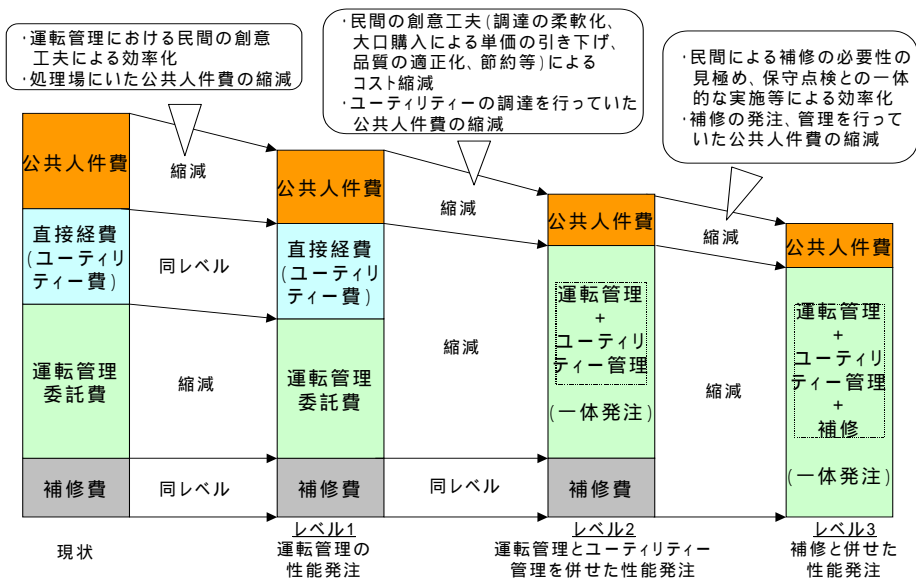 ･運転管理における民間の創意
工夫による効率化
･処理場にいた公共人件費の縮減
･民間の創意工夫(調達の柔軟化、
大口購入による単価の引き下げ、
品質の適正化、節約等)による
コスト縮減
･ユーティリティーの調達を行っていた
公共人件費の縮減
･民間による補修の必要性の
見極め、保守点検との一体
的な実施等による効率化
･補修の発注、管理を行って
いた公共人件費の縮減
公共人件費
直接経費
(ユーティリ
ティー費)
運転管理
委託費
補修費
現状
縮減
同レベル
縮減
同レベル
公共人件費
直接経費
(ユーティリ
ティー費)
運転管理
委託費
補修費
レベル1
運転管理の
性能発注
縮減
縮減
同レベル
公共人件費
運転管理
+
ユーティリ
ティー管理
(一体発注)
補修費
レベル2
運転管理とユーティリティー
管理を併せた性能発注
縮減
縮減
公共人件費
運転管理
+
ユーティリ
ティー管理
+
補修
(一体発注)
レベル3
補修と併せた
性能発注